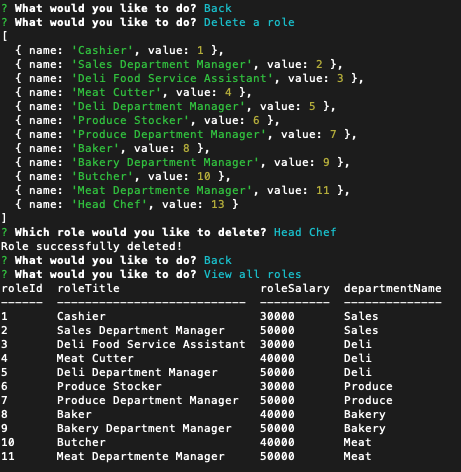 ? What would you like to do? Back
? What would you like to do? Delete a role
[
  { name: 'Cashier', value: 1 },
  { name: 'Sales Department Manager', value: 2 },
  { name: 'Deli Food Service Assistant', value: 3 },
  { name: 'Meat Cutter', value: 4 },
  { name: 'Deli Department Manager', value: 5 },
  { name: 'Produce Stocker', value: 6 },
  { name: 'Produce Department Manager', value: 7 },
  { name: 'Baker', value: 8 },
  { name: 'Bakery Department Manager', value: 9 },
  { name: 'Butcher', value: 10 },
  { name: 'Meat Departmente Manager', value: 11 },
  { name: 'Head Chef', value: 13 }
]
? Which role would you like to delete? Head Chef
Role successfully deleted!
? What would you like to do? Back
? What would you like to do? View all roles
roleId  roleTitle                    roleSalary  departmentName
------  ---------------------------  ----------  --------------
1       Cashier                      30000       Sales
2       Sales Department Manager     50000       Sales
3       Deli Food Service Assistant  30000       Deli
4       Meat Cutter                  40000       Deli
5       Deli Department Manager      50000       Deli
6       Produce Stocker              30000       Produce
7       Produce Department Manager   50000       Produce
8       Baker                        40000       Bakery
9       Bakery Department Manager    50000       Bakery
10      Butcher                      40000       Meat
11      Meat Departmente Manager     50000       Meat